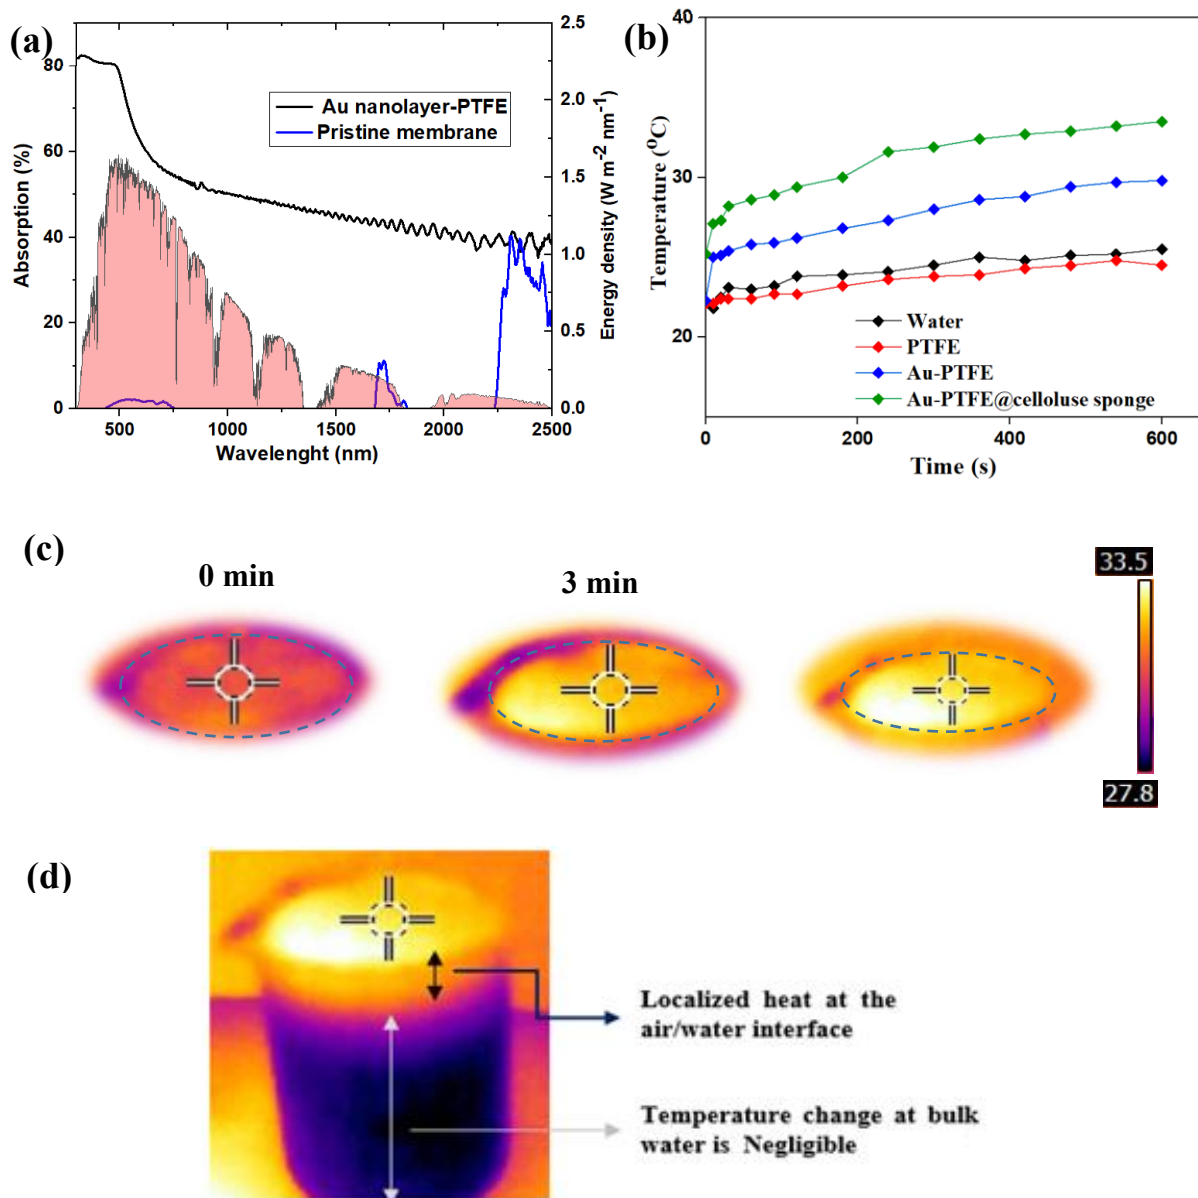 (a)
80
60
40
20
0
Absorption (%)
500
1000
1500
2000
2500
Wavelenght (nm)
2.5
2.0
1.5
1.0
0.5
0.0
Energy density (W m-2 nm-1)
Au nanolayer-PTFE
Pristine membrane
(b)
40
30
20
Temperature (°C)
0
200
400
600
Time (s)
Water
PTFE
Au-PTFE
Au-PTFE@celloluse sponge
(c)
0 min
3 min
33.5
27.8
(d)
Localized heat at the
air/water interface
Temperature change at bulk
water is Negligible